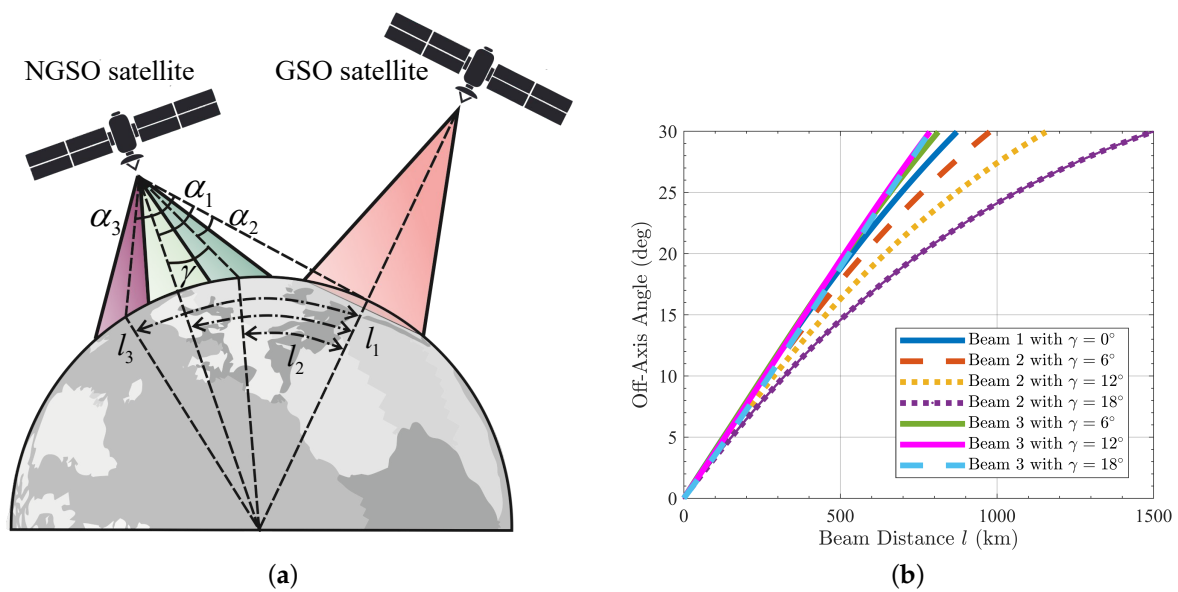 NGSO satellite
GSO satellite
α₁
α₂
α₃
γ
l₁
l₂
l₃
(a)
Off-Axis Angle (deg)
30
25
20
15
10
5
0
Beam 1 with γ = 0°
Beam 2 with γ = 6°
Beam 2 with γ = 12°
Beam 2 with γ = 18°
Beam 3 with γ = 6°
Beam 3 with γ = 12°
Beam 3 with γ = 18°
0 500 1000 1500
Beam Distance l (km)
(b)